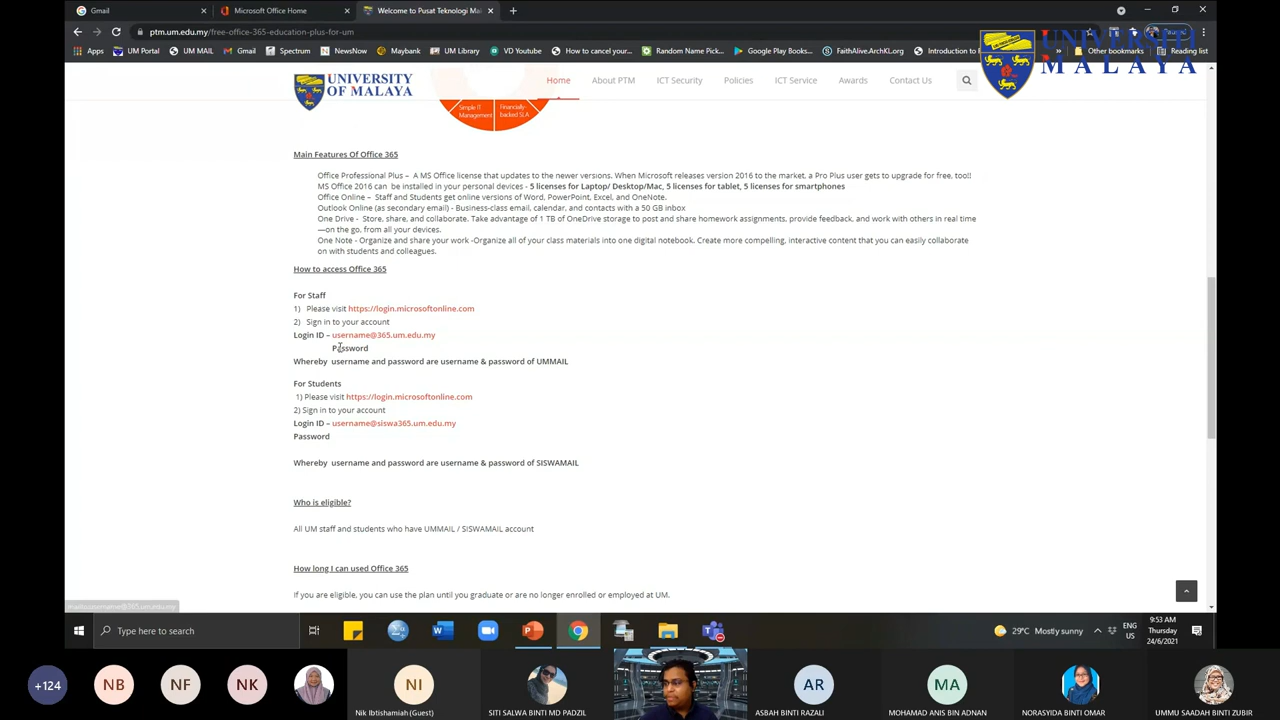 Gmail
Microsoft Office Home
Welcome to Pusat Teknologi Mal
ptm.um.edu.my/free-office-365-education-plus-for-um
Apps
UM Portal
UM MAIL
Gmail
Spectrum
NewsNow
Maybank
UM Library
VD Youtube
How to cancel your...
Random Name Pick...
Google Play Books...
FaithAlive.ArchKI.org
Introduction to
Other bookmarks
Reading list
UNIVERSITY
OF MALAYA
Home
About PTM
ICT Security
Policies
ICT Service
Awards
Contact Us
UNIVERSITI
MALAYA
Simple IT
Management
Financially-
backed SLA
Main Features Of Office 365
Office Professional Plus – A MS Office license that updates to the newer versions. When Microsoft releases version 2016 to the market, a Pro Plus user gets to upgrade for free, too!!
MS Office 2016 can be installed in your personal devices - 5 licenses for Laptop/ Desktop/Mac, 5 licenses for tablet, 5 licenses for smartphones
Office Online – Staff and Students get online versions of Word, PowerPoint, Excel, and OneNote.
Outlook Online (as secondary email) - Business-class email, calendar, and contacts with a 50 GB inbox
One Drive - Store, share, and collaborate. Take advantage of 1 TB of OneDrive storage to post and share homework assignments, provide feedback, and work with others in real time
—on the go, from all your devices.
One Note - Organize and share your work -Organize all of your class materials into one digital notebook. Create more compelling, interactive content that you can easily collaborate
on with students and colleagues.
How to access Office 365
For Staff
1) Please visit https://login.microsoftonline.com
2) Sign in to your account
Login ID – username@365.um.edu.my
Password
Whereby username and password are username & password of UMMAIL
For Students
1) Please visit https://login.microsoftonline.com
2) Sign in to your account
Login ID – username@siswa365.um.edu.my
Password
Whereby username and password are username & password of SISWAMAIL
Who is eligible?
All UM staff and students who have UMMAIL / SISWAMAIL account
How long I can used Office 365
If you are eligible, you can use the plan until you graduate or are no longer enrolled or employed at UM.
mailto:username@365.um.edu.my
Type here to search
29°C Mostly sunny
ENG
US
9:53 AM
Thursday
24/6/2021
+124
NB
NF
NK
NI
Nik Ibtishamiah (Guest)
SITI SALWA BINTI MD PADZIL
AR
ASBAH BINTI RAZALI
MA
MOHAMAD ANIS BIN ADNAN
NORASYIDA BINTI OMAR
UMMU SAADAH BINTI ZUBIR